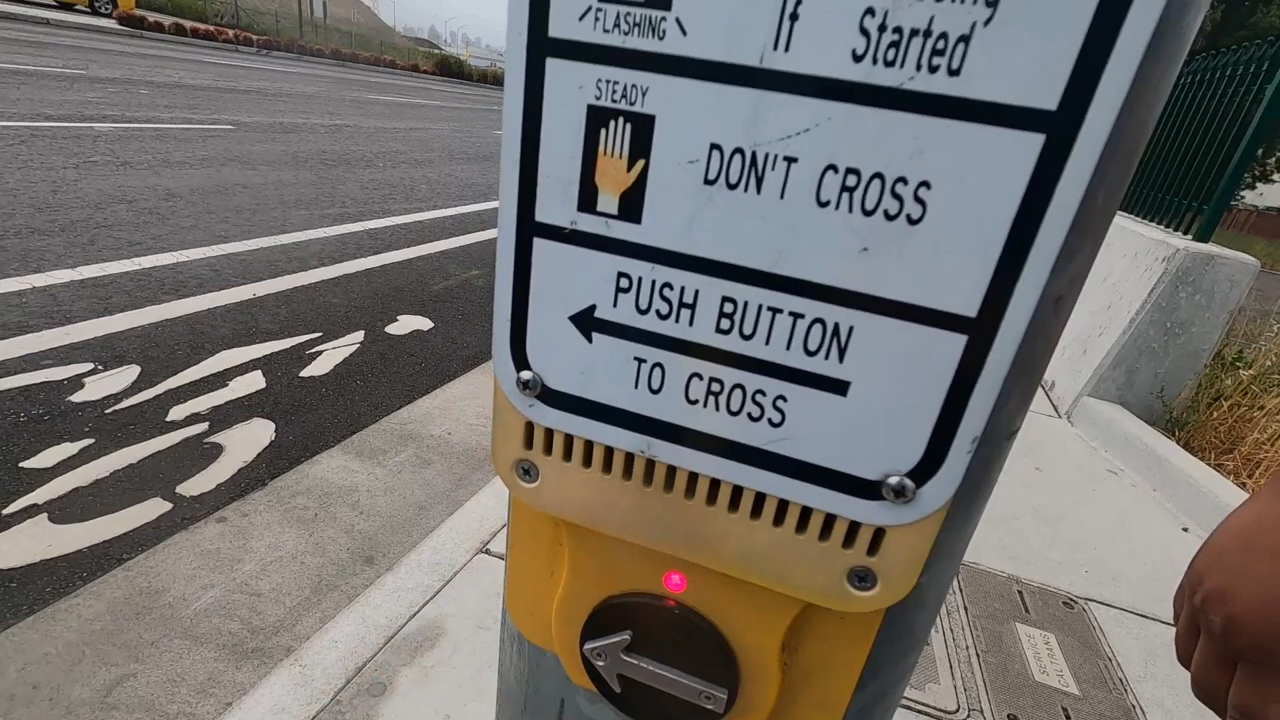 FLASHING
If
Started
STEADY
DON'T CROSS
PUSH BUTTON
TO CROSS
SERVICE
CALTRANS